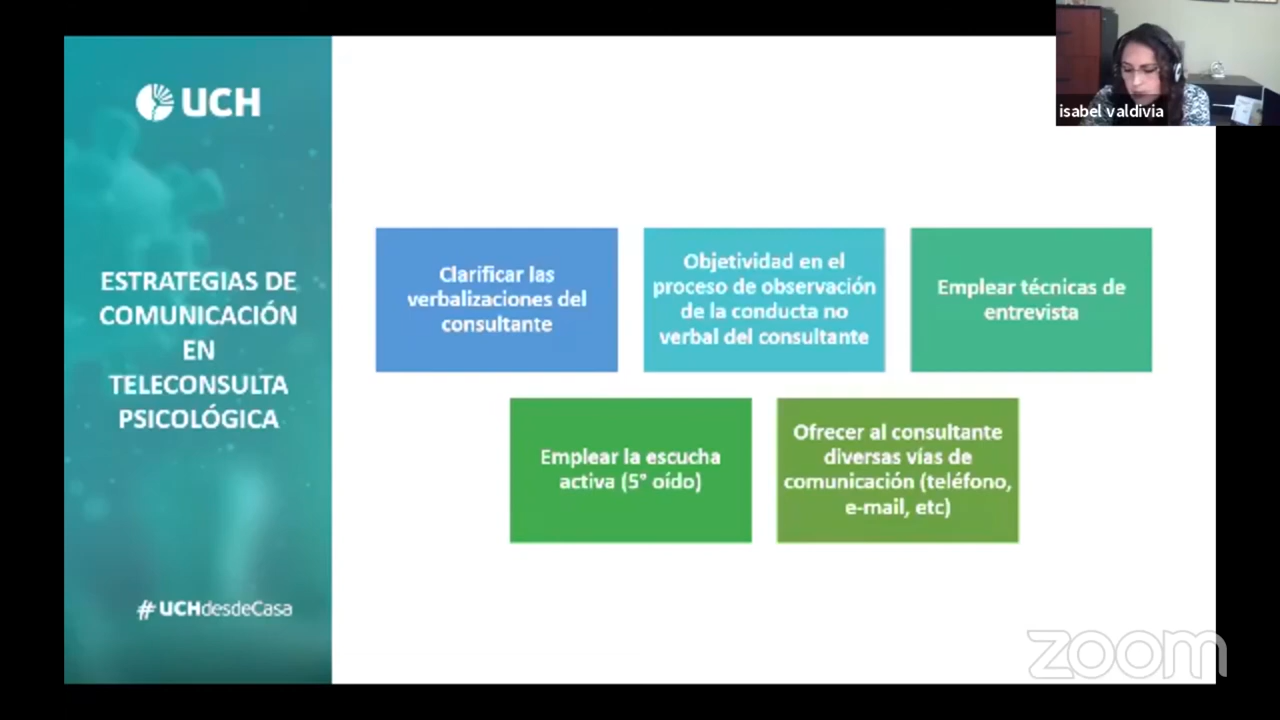 UCH
isabel valdivia
ESTRATEGIAS DE
COMUNICACIÓN
EN
TELECONSULTA
PSICOLÓGICA
Clarificar las
verbalizaciones del
consultante
Objetividad en el
proceso de observación
de la conducta no
verbal del consultante
Emplear técnicas de
entrevista
Emplear la escucha
activa (5° oído)
Ofrecer al consultante
diversas vías de
comunicación (teléfono,
e-mail, etc)
#UCHdesdeCasa
zoom